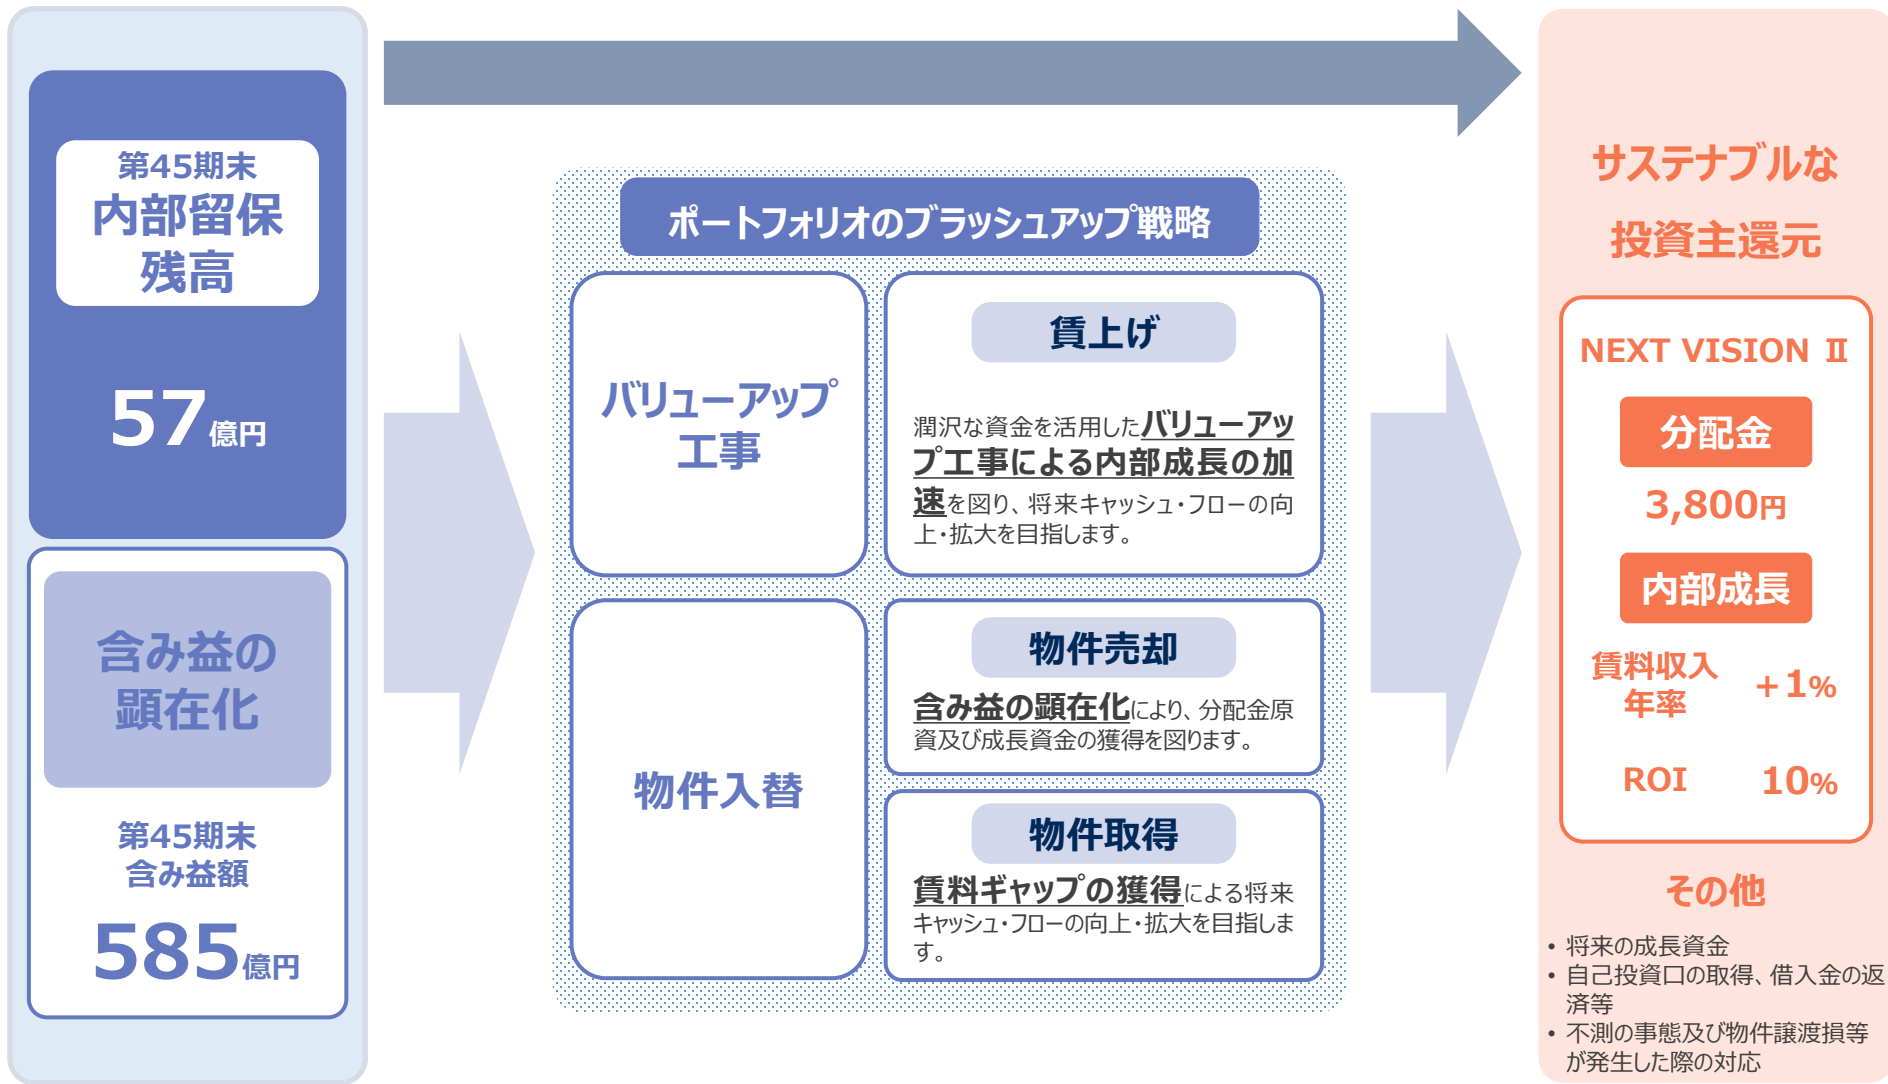 第45期末
内部留保
残高
57億円
含み益の
顕在化
第45期末
含み益額
585億円
ポートフォリオのブラッシュアップ戦略
バリューアップ
工事
賃上げ
潤沢な資金を活用したバリューアッ
プ工事による内部成長の加
速を図り、将来キャッシュ・フローの向
上・拡大を目指します。
物件入替
物件売却
含み益の顕在化により、分配金原
資及び成長資金の獲得を図ります。
物件取得
賃料ギャップの獲得による将来
キャッシュ・フローの向上・拡大を目指しま
す。
サステナブルな
投資主還元
NEXT VISION Ⅱ
分配金
3,800円
内部成長
賃料収入
年率
+1%
ROI 10%
その他
• 将来の成長資金
• 自己投資口の取得、借入金の返
済等
• 不測の事態及び物件譲渡損等
が発生した際の対応